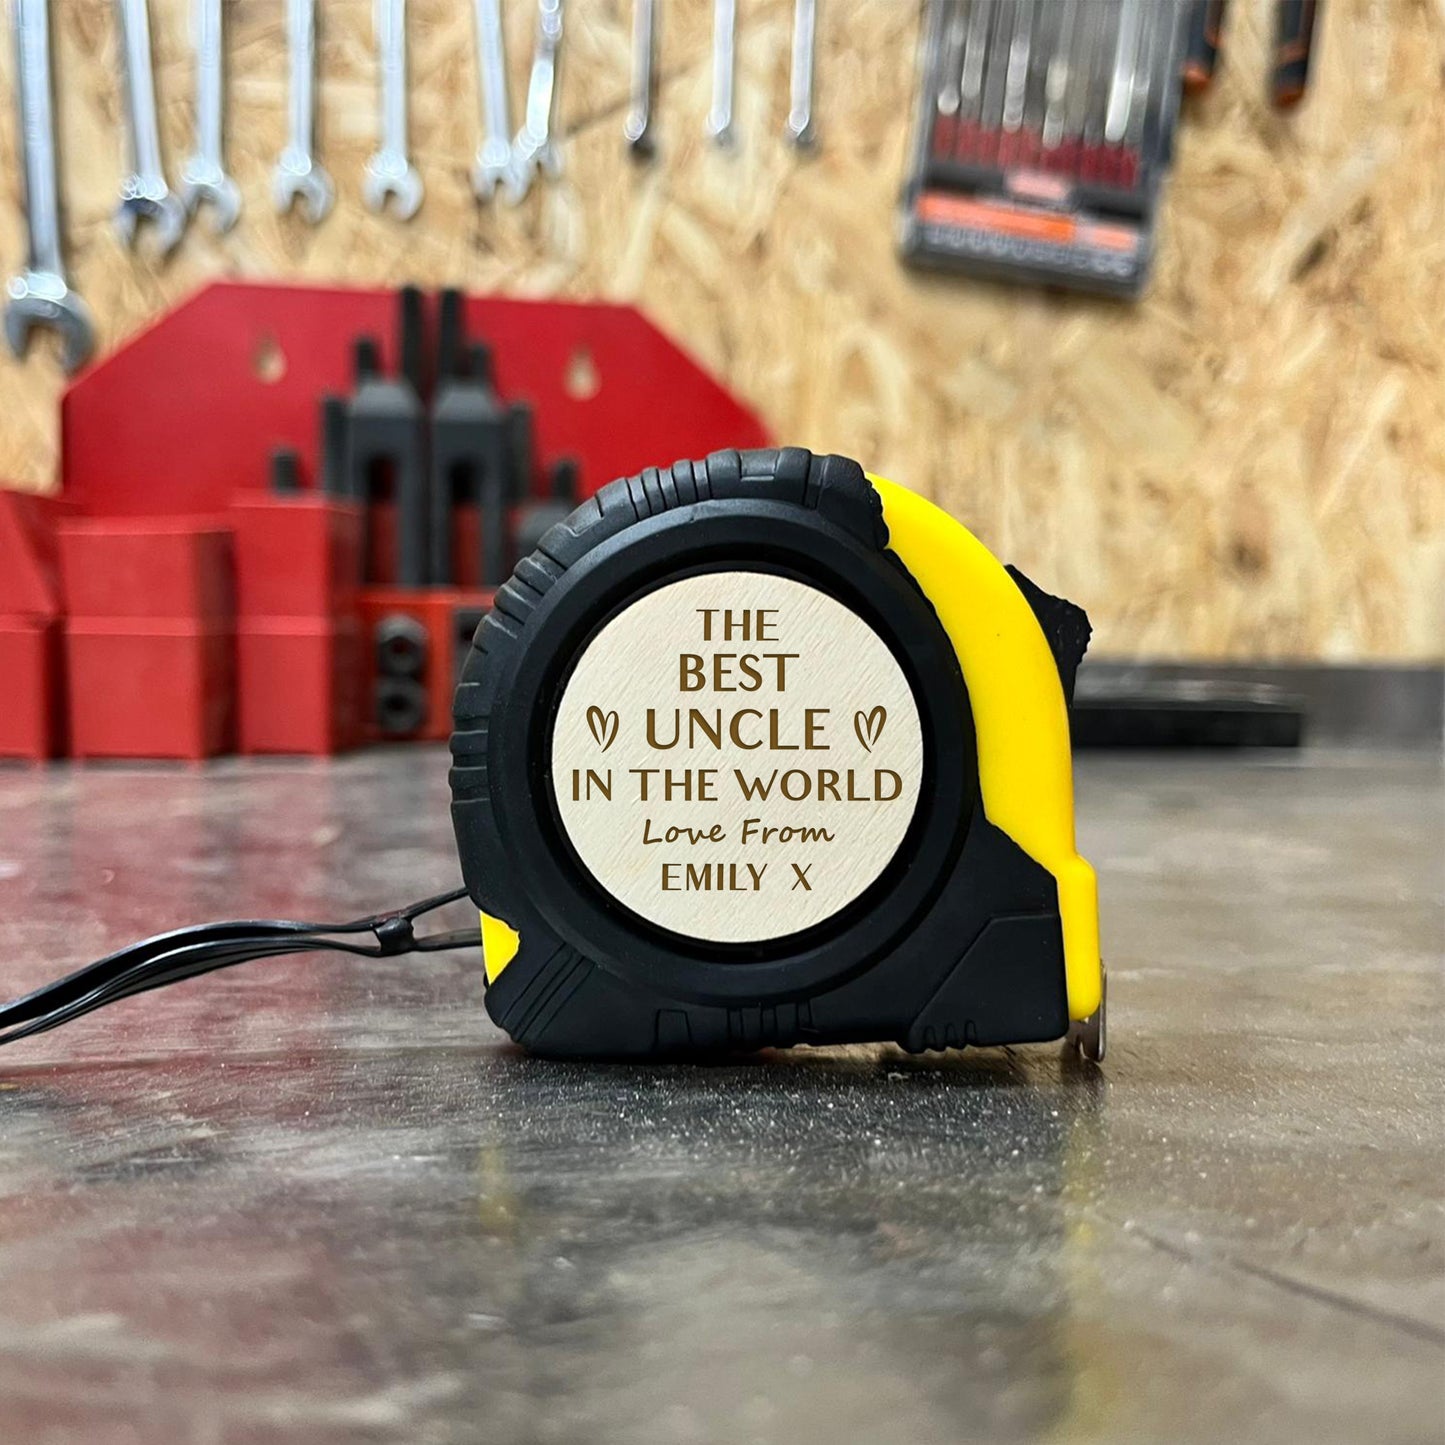 THE
BEST
UNCLE
IN THE WORLD
Love From
EMILY X